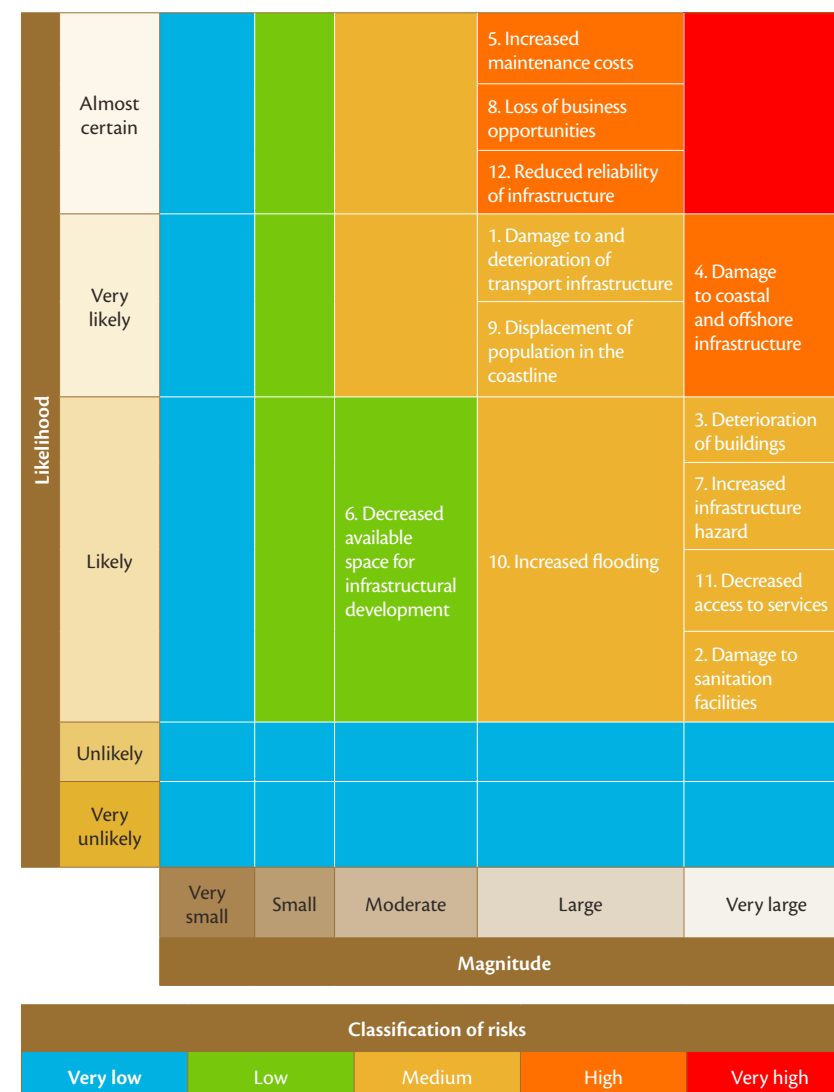 Likelihood
Almost
certain
5. Increased
maintenance costs
8. Loss of business
opportunities
12. Reduced reliability
of infrastructure
Very
likely
1. Damage to and
deterioration of
transport infrastructure
9. Displacement of
population in the
coastline
4. Damage
to coastal
and offshore
infrastructure
Likely
6. Decreased
available
space for
infrastructural
development
10. Increased flooding
3. Deterioration
of buildings
7. Increased
infrastructure
hazard
11. Decreased
access to services
2. Damage to
sanitation
facilities
Unlikely
Very
unlikely
Very
small
Small
Moderate
Large
Very large
Magnitude
Classification of risks
Very low
Low
Medium
High
Very high